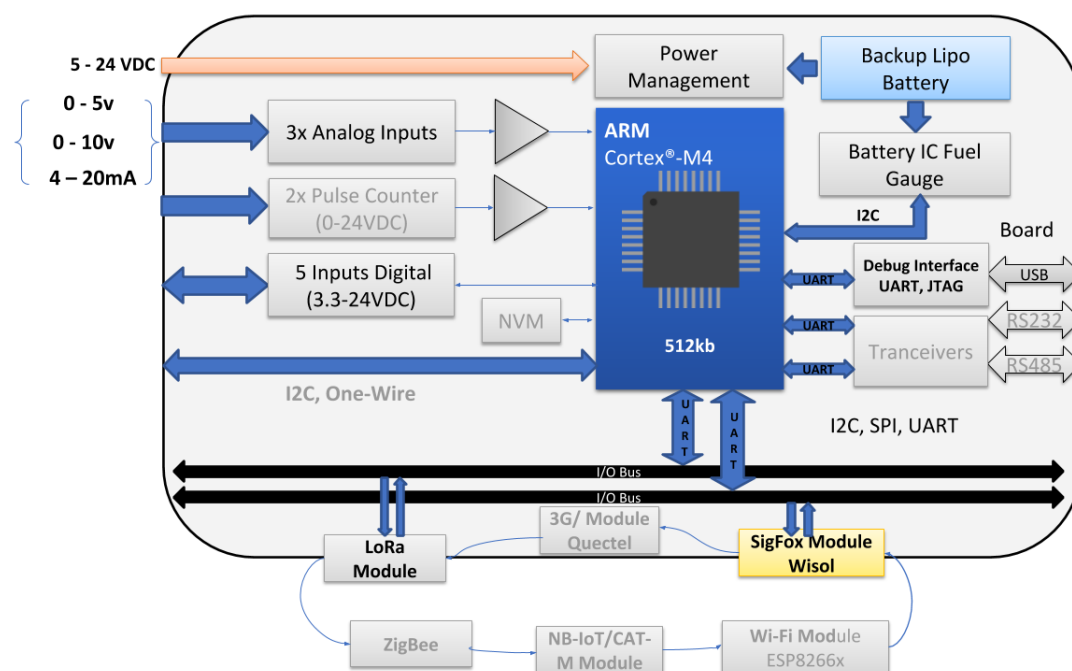 Power
Management
Backup Lipo
Battery
5 - 24 VDC
0 - 5v
0 - 10v
4 – 20mA
3x Analog Inputs
ARM
Cortex®-M4
Battery IC Fuel
Gauge
2x Pulse Counter
(0-24VDC)
I2C
Board
5 Inputs Digital
(3.3-24VDC)
UART
Debug Interface
UART, JTAG
USB
NVM
512kb
UART
Tranceivers
RS232
UART
RS485
I2C, One-Wire
UART
UART
I2C, SPI, UART
I/O Bus
I/O Bus
3G/ Module
Quectel
LoRa
Module
SigFox Module
Wisol
ZigBee
NB-IoT/CAT-
M Module
Wi-Fi Module
ESP8266x